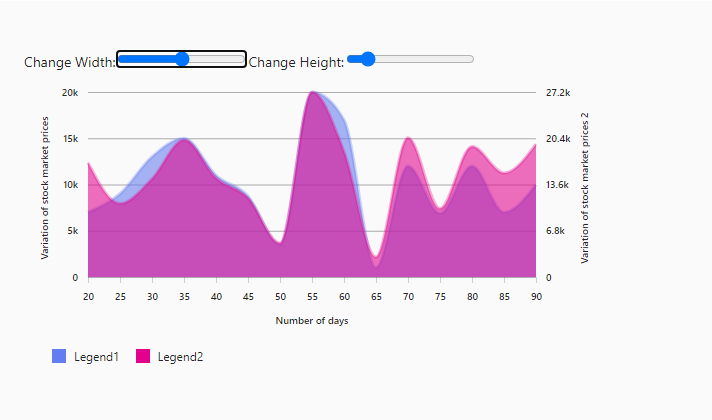 Change Width: Change Height:
20k 27.2k
15k 20.4k
10k 13.6k
5k 6.8k
0 0
Variation of stock market prices
Variation of stock market prices 2
20 25 30 35 40 45 50 55 60 65 70 75 80 85 90
Number of days
Legend1 Legend2